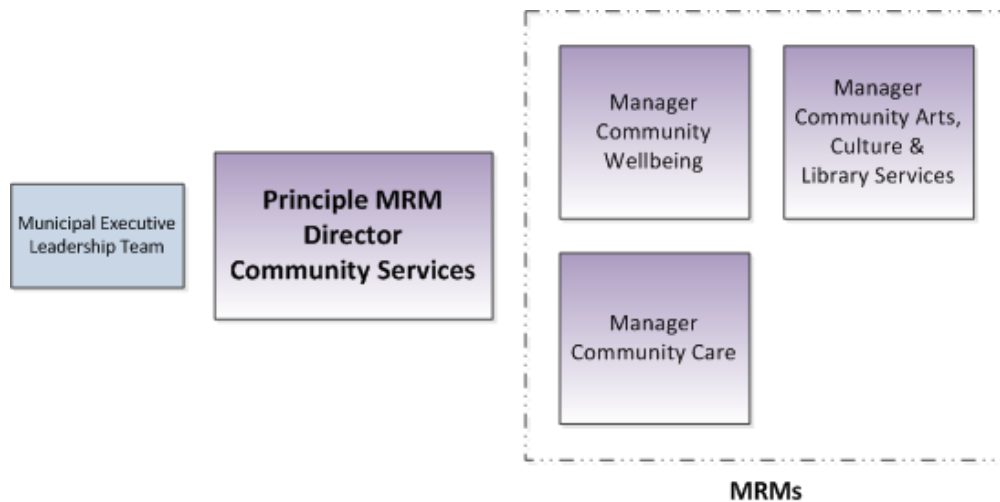 Municipal Executive
Leadership Team
Principle MRM
Director
Community Services
Manager
Community
Wellbeing
Manager
Community Arts,
Culture &
Library Services
Manager
Community Care
MRMs